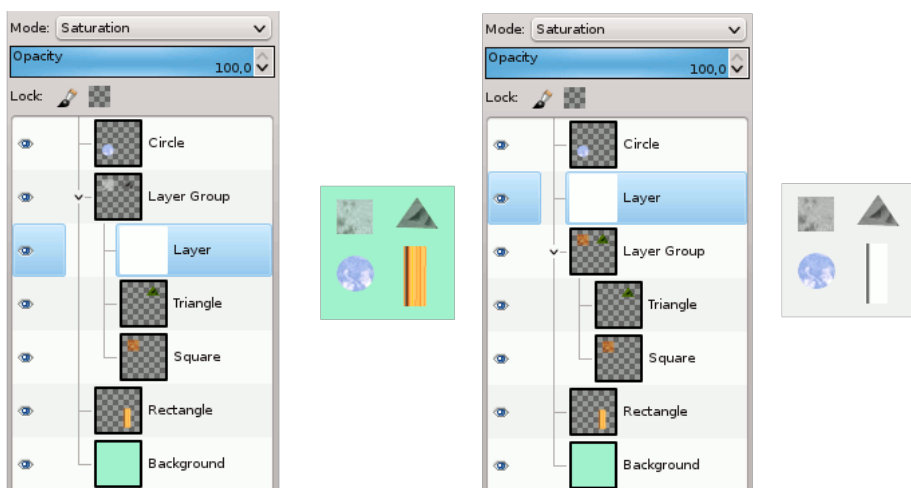 Mode: Saturation
Opacity
100,0
Lock:
Circle
Layer Group
Layer
Triangle
Square
Rectangle
Background
Mode: Saturation
Opacity
100,0
Lock:
Circle
Layer
Layer Group
Triangle
Square
Rectangle
Background